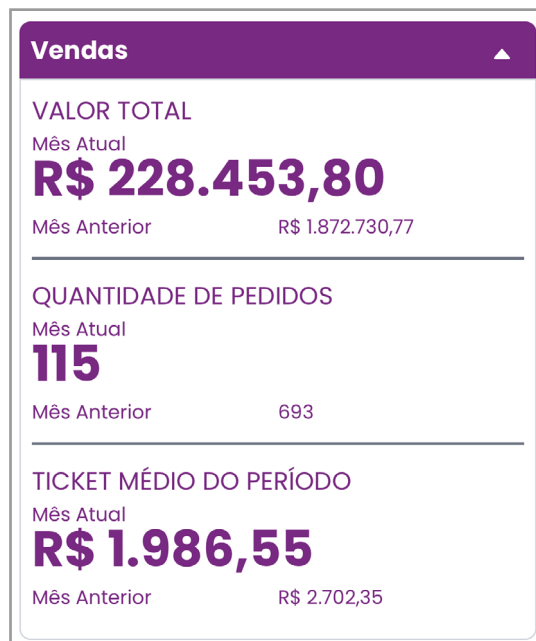 Vendas
VALOR TOTAL
Mês Atual
R$ 228.453,80
Mês Anterior R$ 1.872.730,77
QUANTIDADE DE PEDIDOS
Mês Atual
115
Mês Anterior 693
TICKET MÉDIO DO PERÍODO
Mês Atual
R$ 1.986,55
Mês Anterior R$ 2.702,35